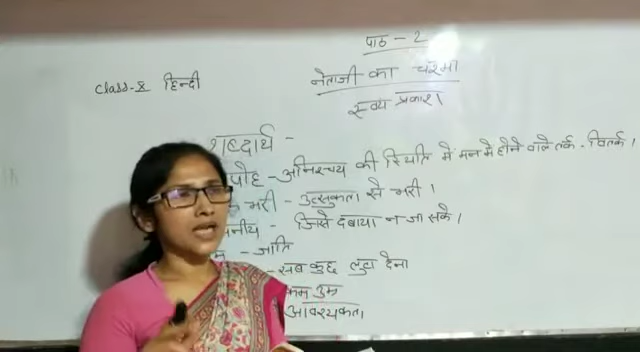 पाठ - 2
Class-X हिन्दी
नेताजी का चश्मा
स्वयं प्रकाश
शब्दार्थ -
पोह - अनिश्चय की स्थिति में मन में होने वाले तर्क - वितर्क।
भरी - उत्सुकता से भरी।
मनीय - जिसे दबाया न जा सके।
- जाति
- सब कुछ लुटा देना
आवश्यकता